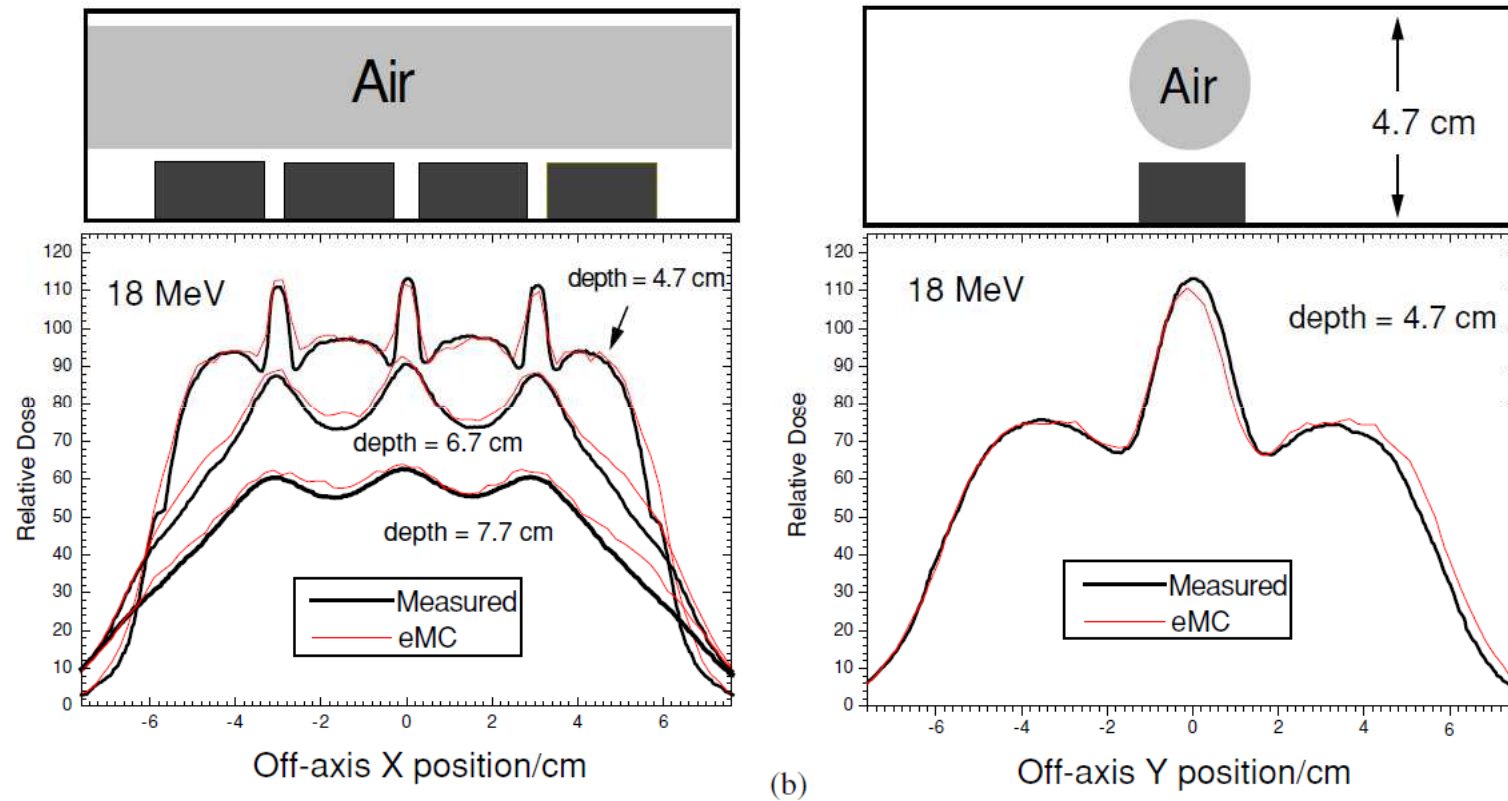 Air
Air
4.7 cm
120
110
100
90
80
70
60
50
40
30
20
10
0
Relative Dose
18 MeV
depth = 4.7 cm
depth = 6.7 cm
depth = 7.7 cm
Measured
eMC
-6 -4 -2 0 2 4 6
Off-axis X position/cm
120
110
100
90
80
70
60
50
40
30
20
10
0
Relative Dose
18 MeV
depth = 4.7 cm
Measured
eMC
-6 -4 -2 0 2 4 6
Off-axis Y position/cm
(b)